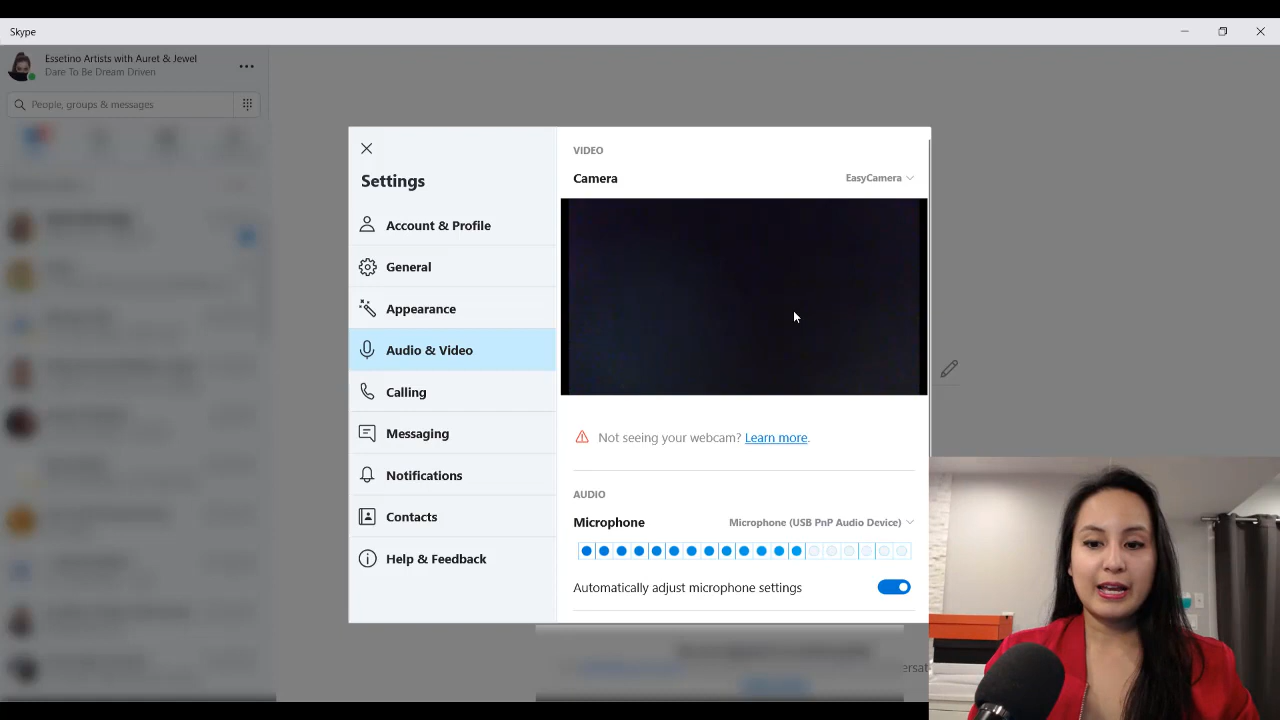 Skype
Essetino Artists with Auret & Jewel
Dare To Be Dream Driven
People, groups & messages
Settings
Account & Profile
General
Appearance
Audio & Video
Calling
Messaging
Notifications
Contacts
Help & Feedback
VIDEO
Camera
EasyCamera
Not seeing your webcam? Learn more.
AUDIO
Microphone
Microphone (USB PnP Audio Device)
Automatically adjust microphone settings